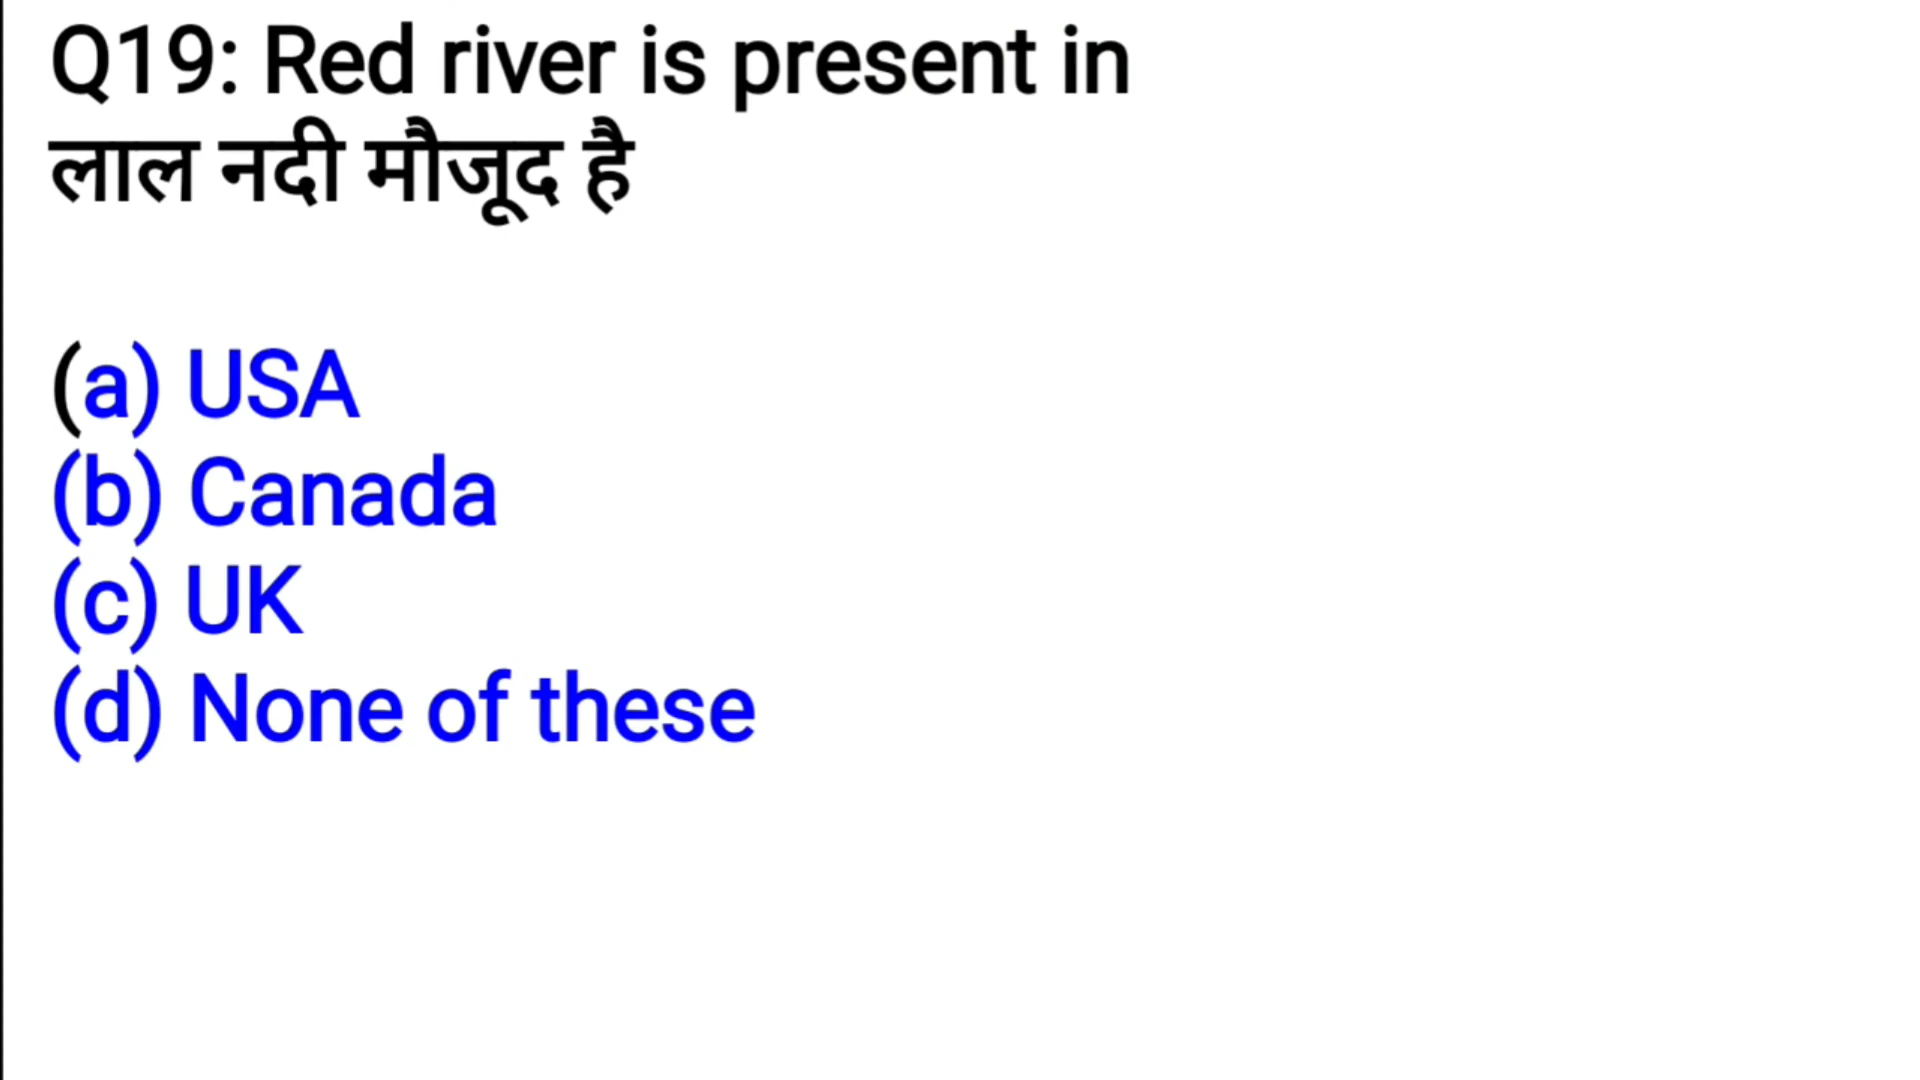 Q19: Red river is present in
लाल नदी मौजूद है
(a) USA
(b) Canada
(c) UK
(d) None of these